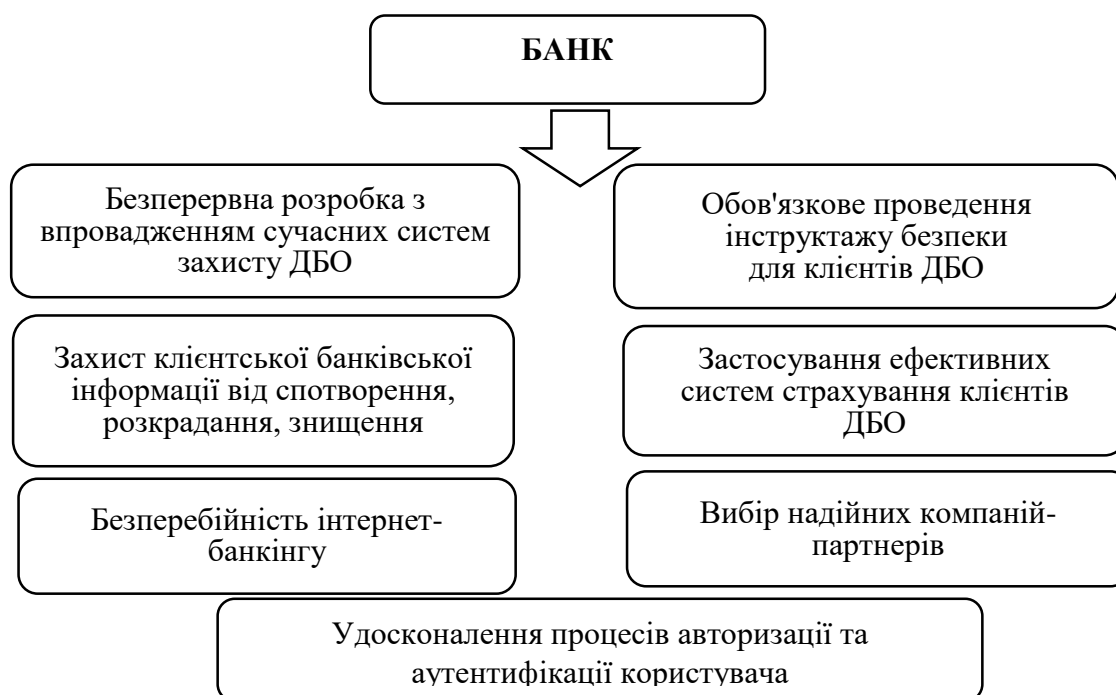 БАНК
Безперервна розробка з
впровадженням сучасних систем
захисту ДБО
Обов'язкове проведення
інструктажу безпеки
для клієнтів ДБО
Захист клієнтської банківської
інформації від спотворення,
розкрадання, знищення
Застосування ефективних
систем страхування клієнтів
ДБО
Безперебійність інтернет-
банкінгу
Вибір надійних компаній-
партнерів
Удосконалення процесів авторизації та
аутентифікації користувача